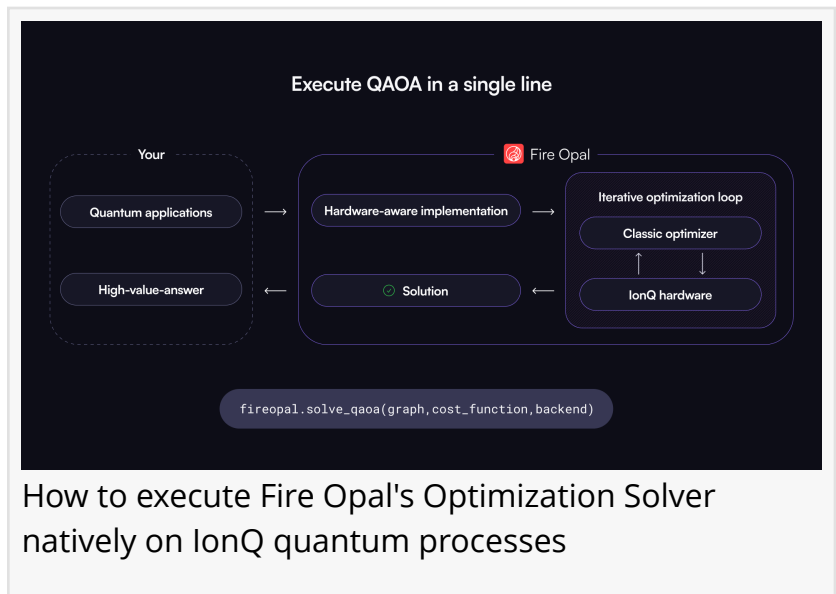 Execute QAOA in a single line
Your
Fire Opal
Quantum applications
Hardware-aware implementation
Iterative optimization loop
Classic optimizer
High-value-answer
Solution
IonQ hardware
fireopal.solve_qaoa(graph,cost_function,backend)
How to execute Fire Opal's Optimization Solver
natively on IonQ quantum processes